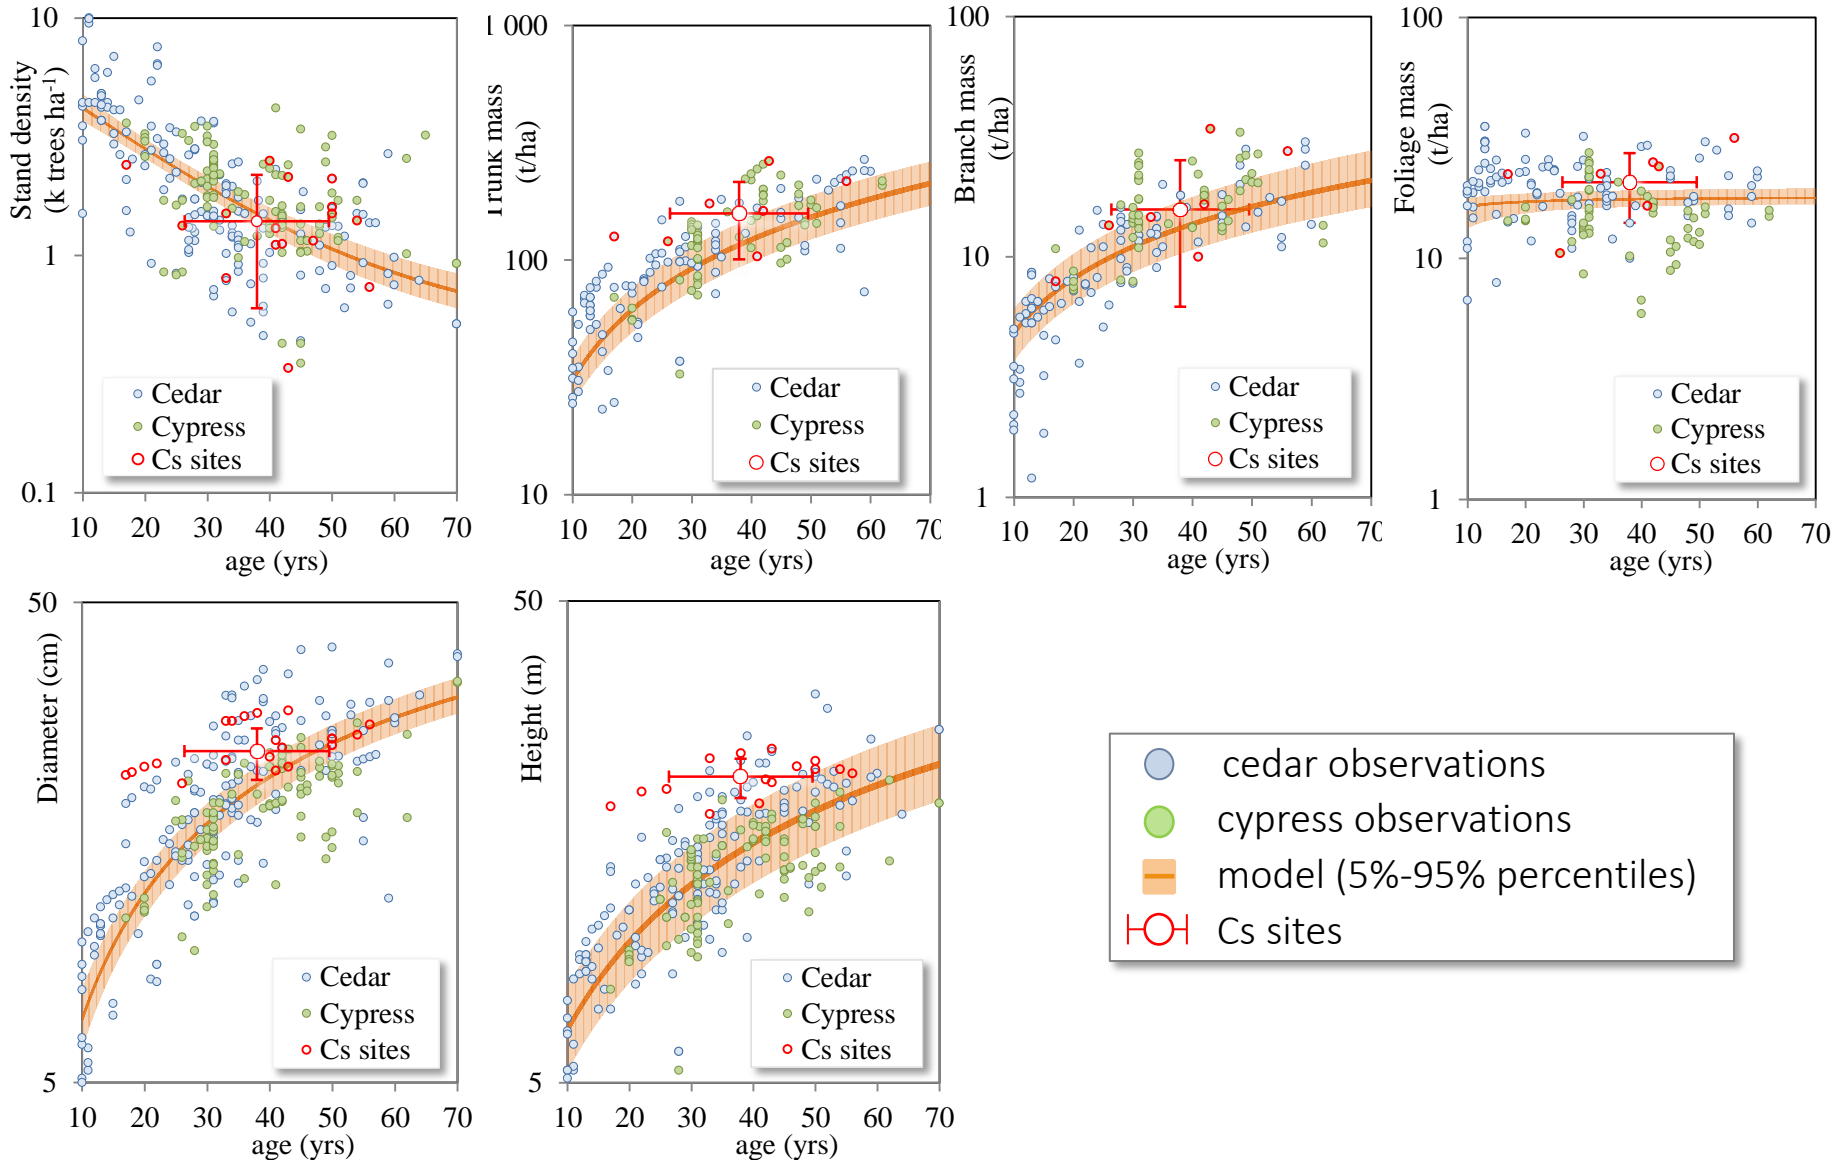 Stand density
(k trees ha-1)
10
1
0.1
10 20 30 40 50 60 70
age (yrs)
Cedar
Cypress
Cs sites
Trunk mass
(t/ha)
1 000
100
10
10 20 30 40 50 60 70
age (yrs)
Cedar
Cypress
Cs sites
Branch mass
(t/ha)
100
10
1
10 20 30 40 50 60 70
age (yrs)
Cedar
Cypress
Cs sites
Foliage mass
(t/ha)
100
10
1
10 20 30 40 50 60 70
age (yrs)
Cedar
Cypress
Cs sites
Diameter (cm)
50
5
10 20 30 40 50 60 70
age (yrs)
Cedar
Cypress
Cs sites
Height (m)
50
5
10 20 30 40 50 60 70
age (yrs)
Cedar
Cypress
Cs sites
cedar observations
cypress observations
model (5%-95% percentiles)
Cs sites